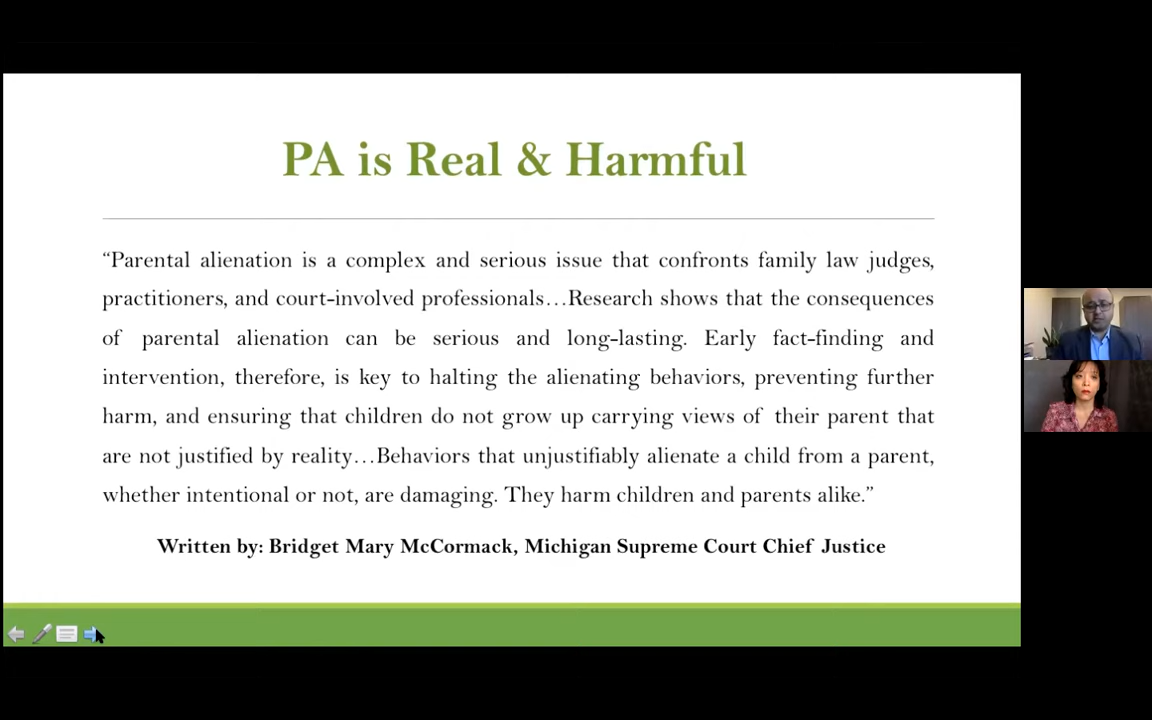 PA is Real & Harmful
“Parental alienation is a complex and serious issue that confronts family law judges,
practitioners, and court-involved professionals…Research shows that the consequences
of parental alienation can be serious and long-lasting. Early fact-finding and
intervention, therefore, is key to halting the alienating behaviors, preventing further
harm, and ensuring that children do not grow up carrying views of their parent that
are not justified by reality…Behaviors that unjustifiably alienate a child from a parent,
whether intentional or not, are damaging. They harm children and parents alike.”
Written by: Bridget Mary McCormack, Michigan Supreme Court Chief Justice